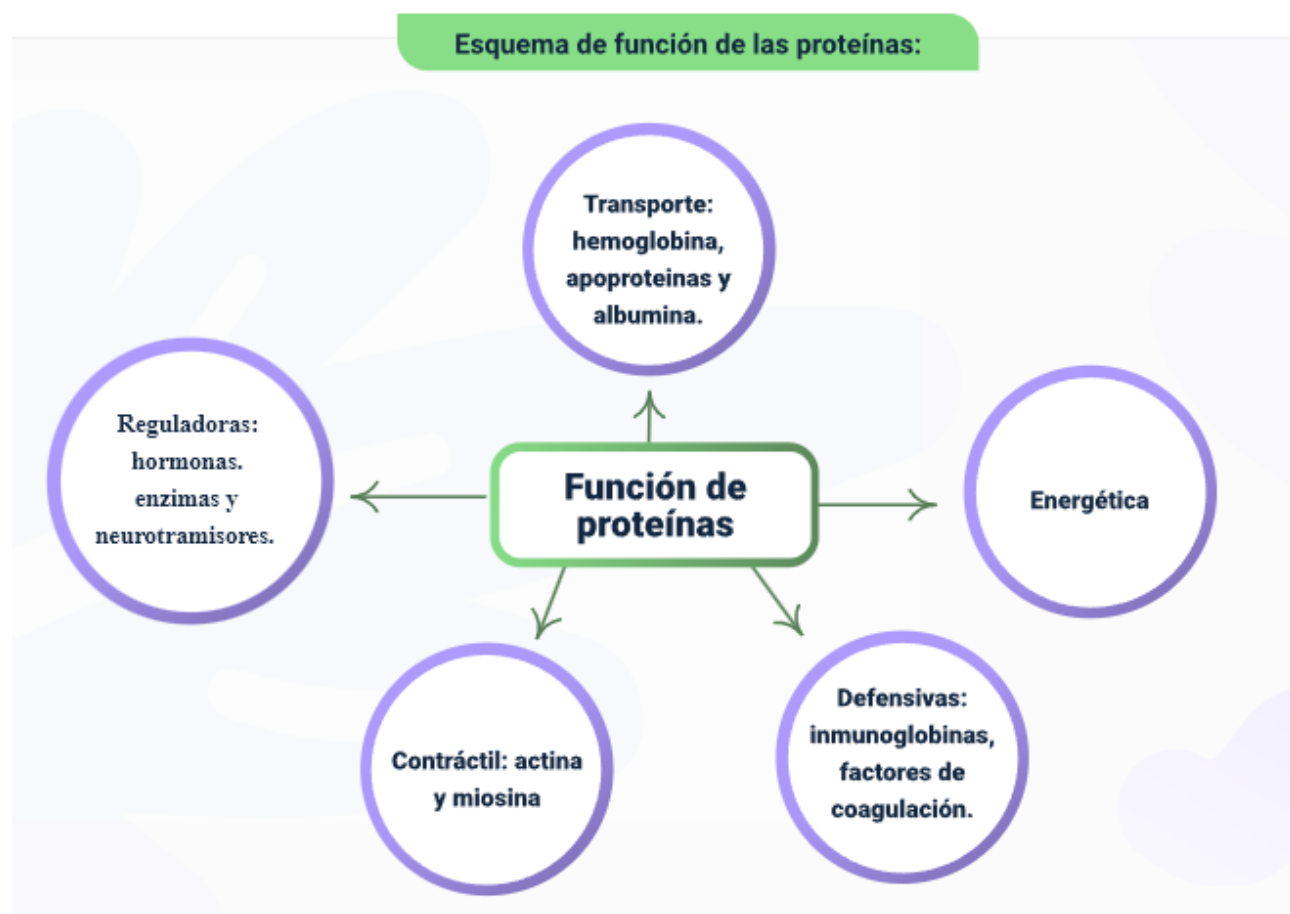 Esquema de función de las proteínas:
Transporte:
hemoglobina,
apoproteinas y
albumina.
Reguladoras:
hormonas.
enzimas y
neurotramisores.
Función de
proteínas
Energética
Contráctil: actina
y miosina
Defensivas:
inmunoglobinas,
factores de
coagulación.